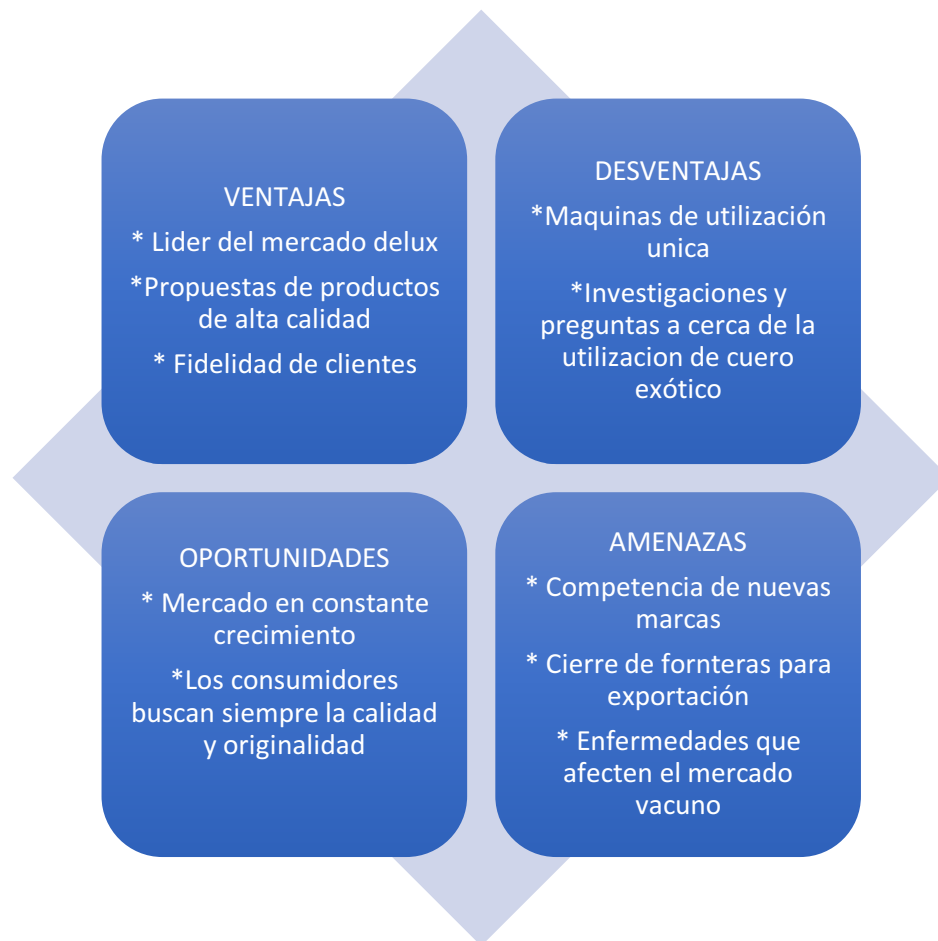 VENTAJAS
* Lider del mercado delux
*Propuestas de productos
de alta calidad
* Fidelidad de clientes
DESVENTAJAS
*Maquinas de utilización
unica
*Investigaciones y
preguntas a cerca de la
utilizacion de cuero
exótico
OPORTUNIDADES
* Mercado en constante
crecimiento
*Los consumidores
buscan siempre la calidad
y originalidad
AMENAZAS
* Competencia de nuevas
marcas
* Cierre de fornteras para
exportación
* Enfermedades que
afecten el mercado
vacuno